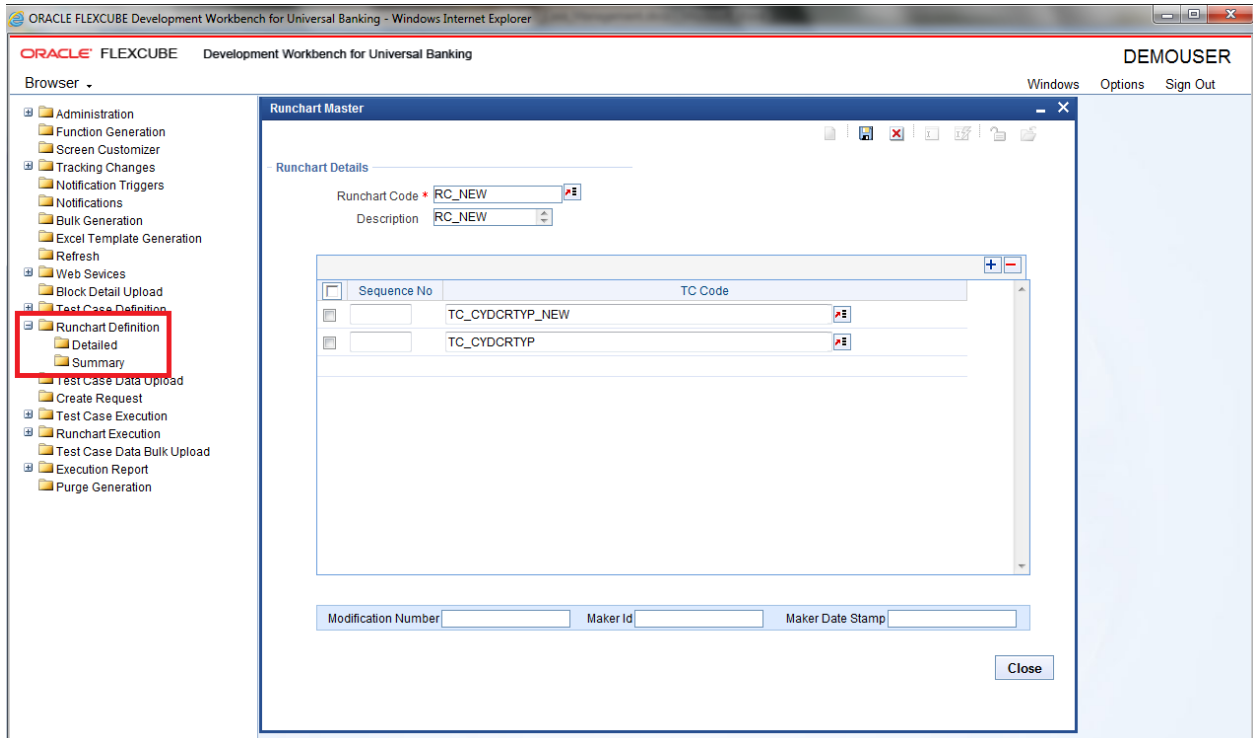 ORACLE FLEXCUBE Development Workbench for Universal Banking - Windows Internet Explorer
ORACLE FLEXCUBE Development Workbench for Universal Banking
DEMOUSER
Browser
Windows Options Sign Out
Administration
Function Generation
Screen Customizer
Tracking Changes
Notification Triggers
Notifications
Bulk Generation
Excel Template Generation
Refresh
Web Sevices
Block Detail Upload
Test Case Definition
Runchart Definition
Detailed
Summary
Test Case Data Upload
Create Request
Test Case Execution
Runchart Execution
Test Case Data Bulk Upload
Execution Report
Purge Generation
Runchart Master
Runchart Details
Runchart Code * RC_NEW
Description RC_NEW
Sequence No TC Code
TC_CYDCRTYP_NEW
TC_CYDCRTYP
Modification Number Maker Id Maker Date Stamp
Close